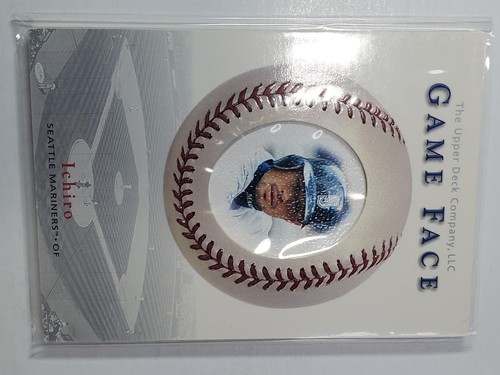 The Upper Deck Company, LLC
GAME FACE
Ichiro
SEATTLE MARINERS™•OF